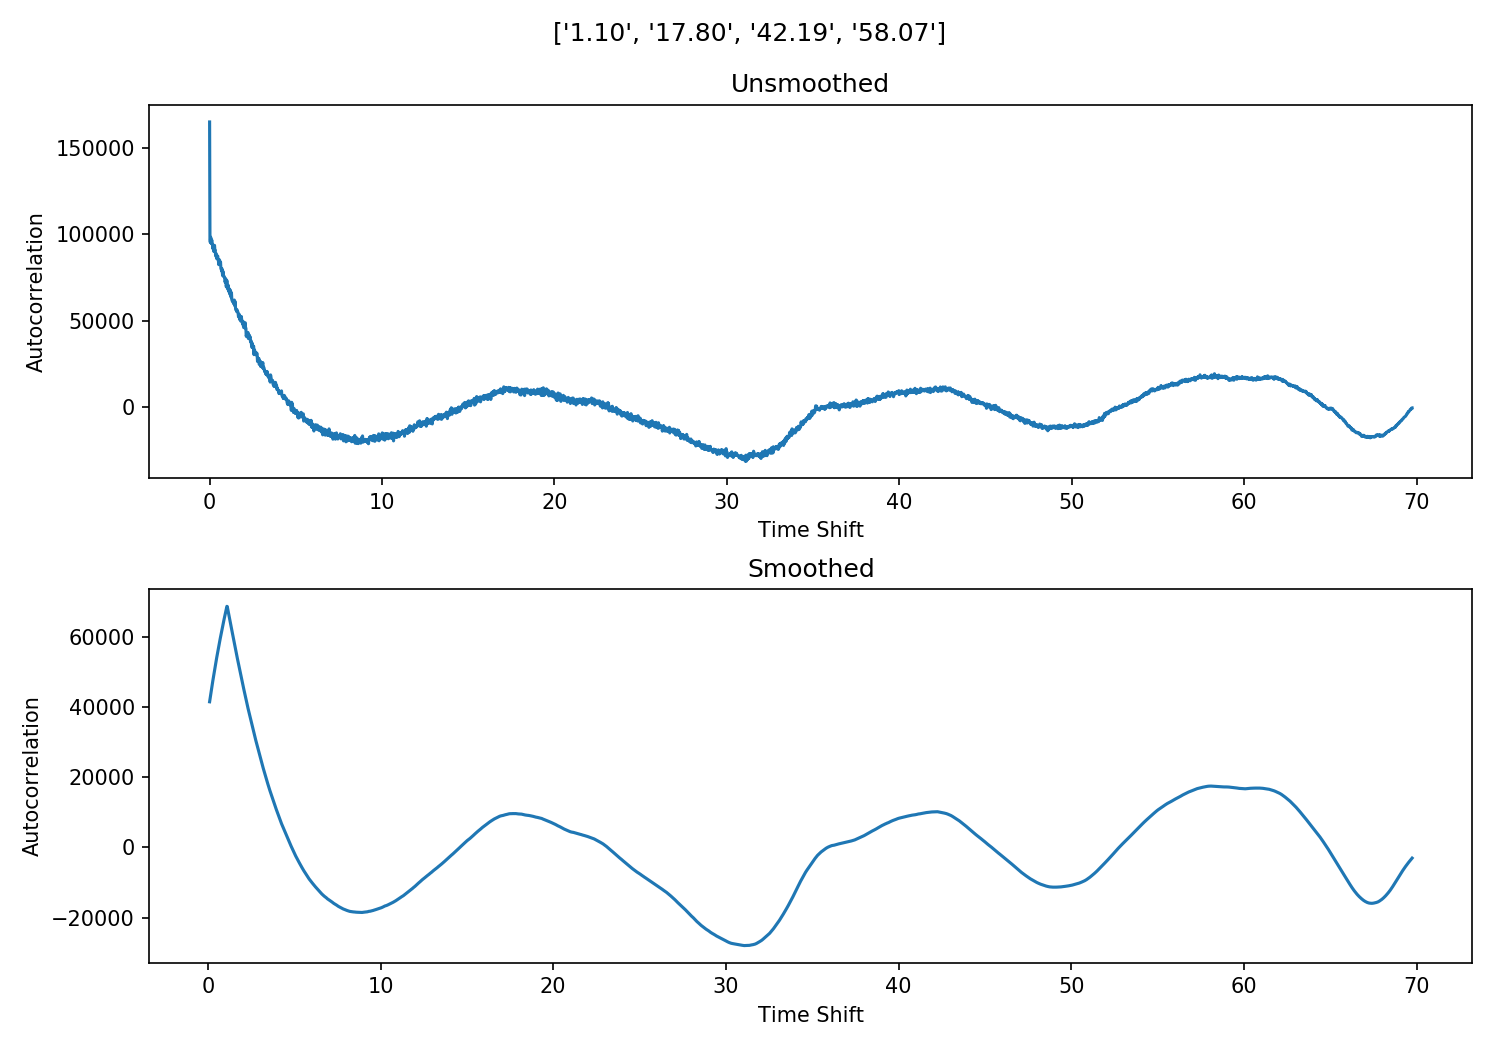 ['1.10', '17.80', '42.19', '58.07']
Unsmoothed
150000
100000
50000
0
Autocorrelation
0 10 20 30 40 50 60 70
Time Shift
Smoothed
60000
40000
20000
0
−20000
Autocorrelation
0 10 20 30 40 50 60 70
Time Shift